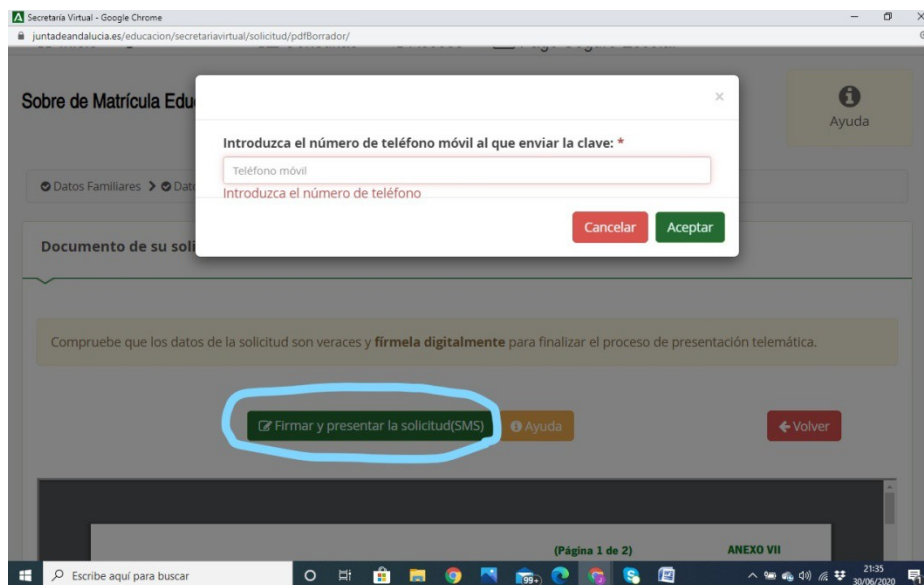 Secretaría Virtual - Google Chrome
juntadeandalucia.es/educacion/secretariavirtual/solicitud/pdfBorrador/
Sobre de Matrícula Edu
Ayuda
Introduzca el número de teléfono móvil al que enviar la clave: *
Teléfono móvil
Introduzca el número de teléfono
Cancelar Aceptar
Datos Familiares Dato
Documento de su soli
Compruebe que los datos de la solicitud son veraces y fírmela digitalmente para finalizar el proceso de presentación telemática.
Firmar y presentar la solicitud(SMS) Ayuda Volver
(Página 1 de 2) ANEXO VII
Escribe aquí para buscar
99+
21:35
30/06/2020